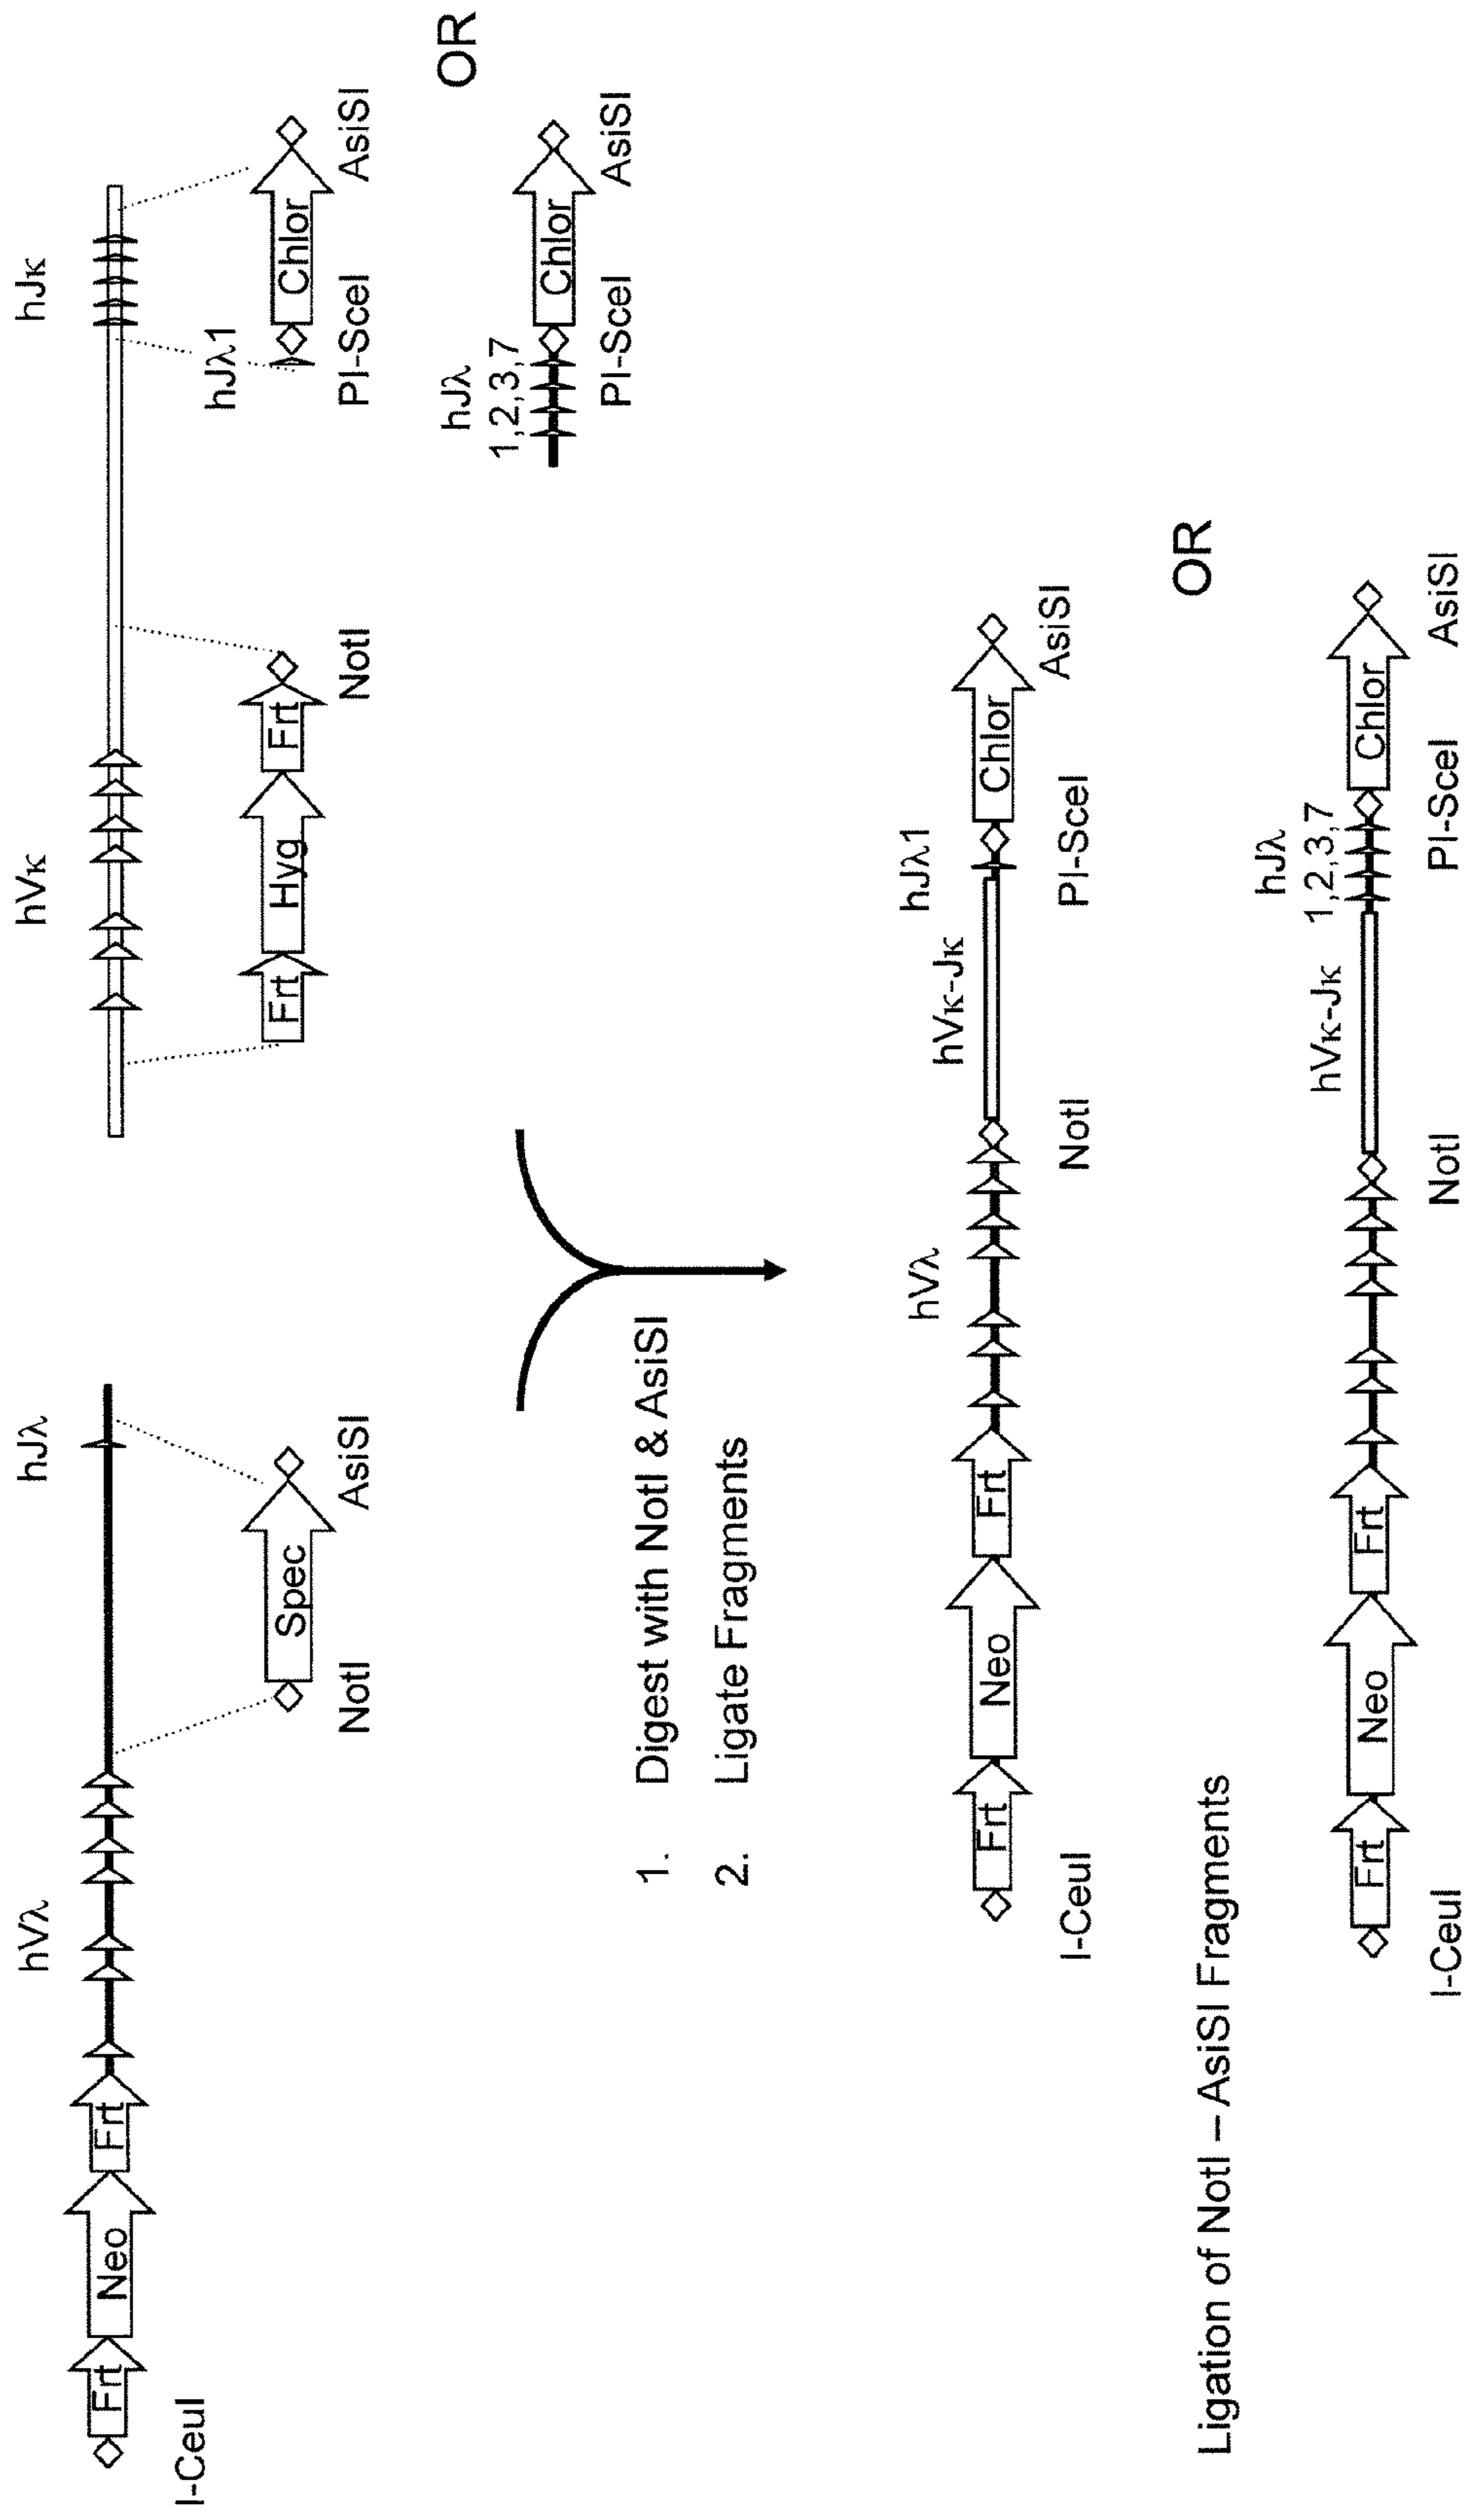 hVλ
hJλ
Frt
Neo
Frt
I-CeuI
Spec
NotI
AsiSI
hVκ
hJκ
Frt
Hyg
Frt
NotI
hJλ1
Chlor
PI-SceI
AsiSI
OR
hJλ
1,2,3,7
Chlor
PI-SceI
AsiSI
1. Digest with NotI & AsiSI
2. Ligate Fragments
hVλ
hVκ-Jκ
hJλ1
Frt
Neo
Frt
Chlor
I-CeuI
NotI
PI-SceI
AsiSI
Ligation of NotI – AsiSI Fragments
OR
hVκ-Jκ
hJλ
1,2,3,7
Frt
Neo
Frt
Chlor
I-CeuI
NotI
PI-SceI
AsiSI